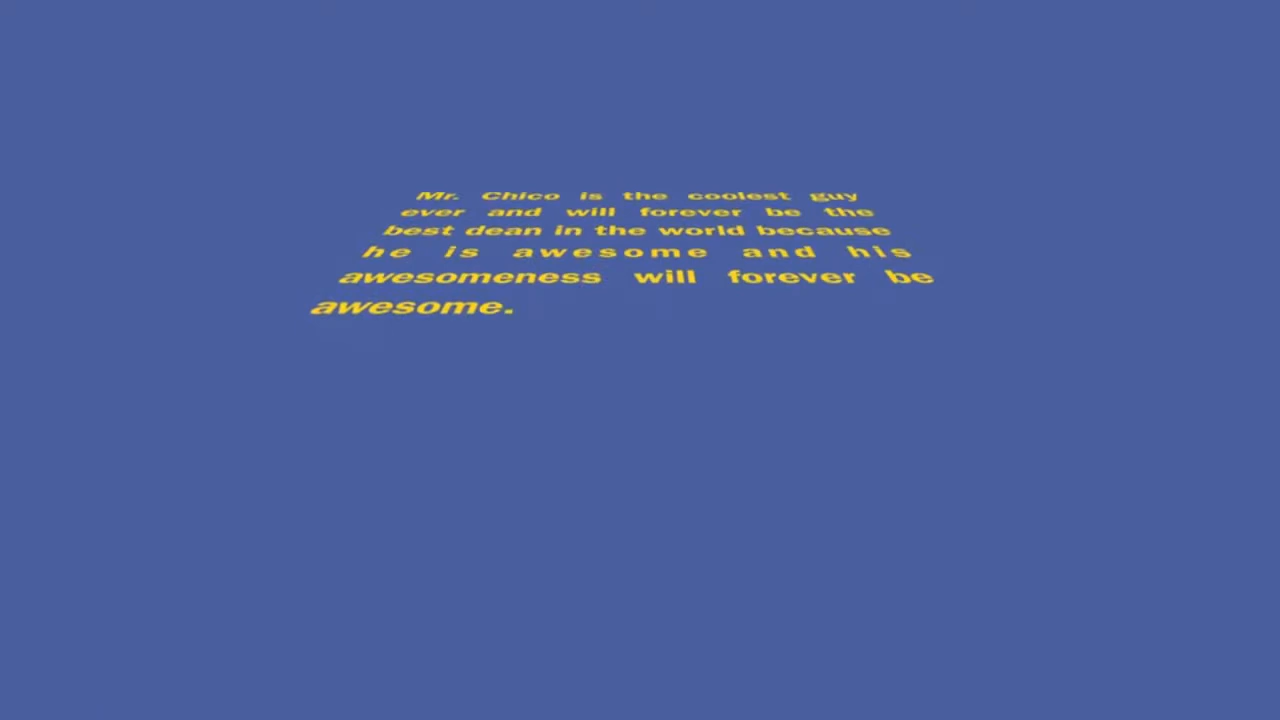 Mr. Chico is the coolest guy
ever and will forever be the
best dean in the world because
he is awesome and his
awesomeness will forever be
awesome.